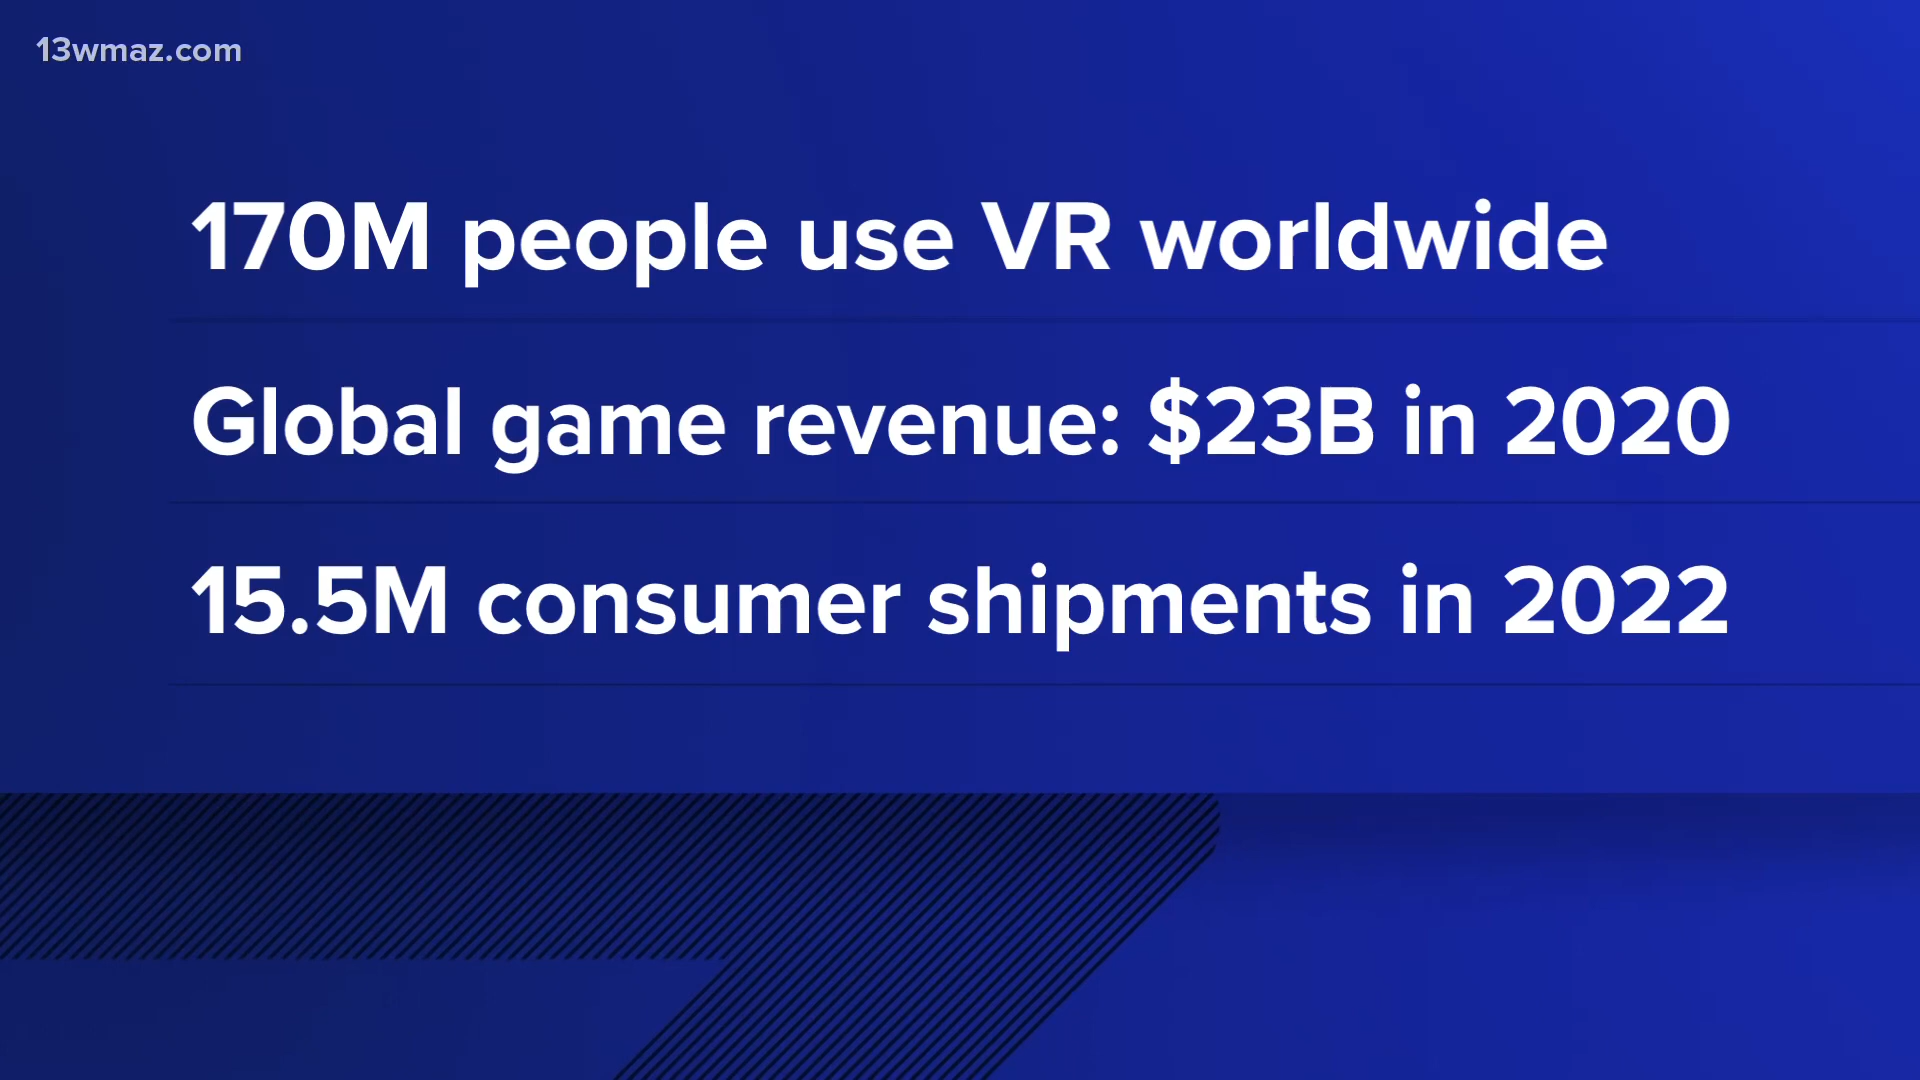 13wmaz.com
170M people use VR worldwide
Global game revenue: $23B in 2020
15.5M consumer shipments in 2022